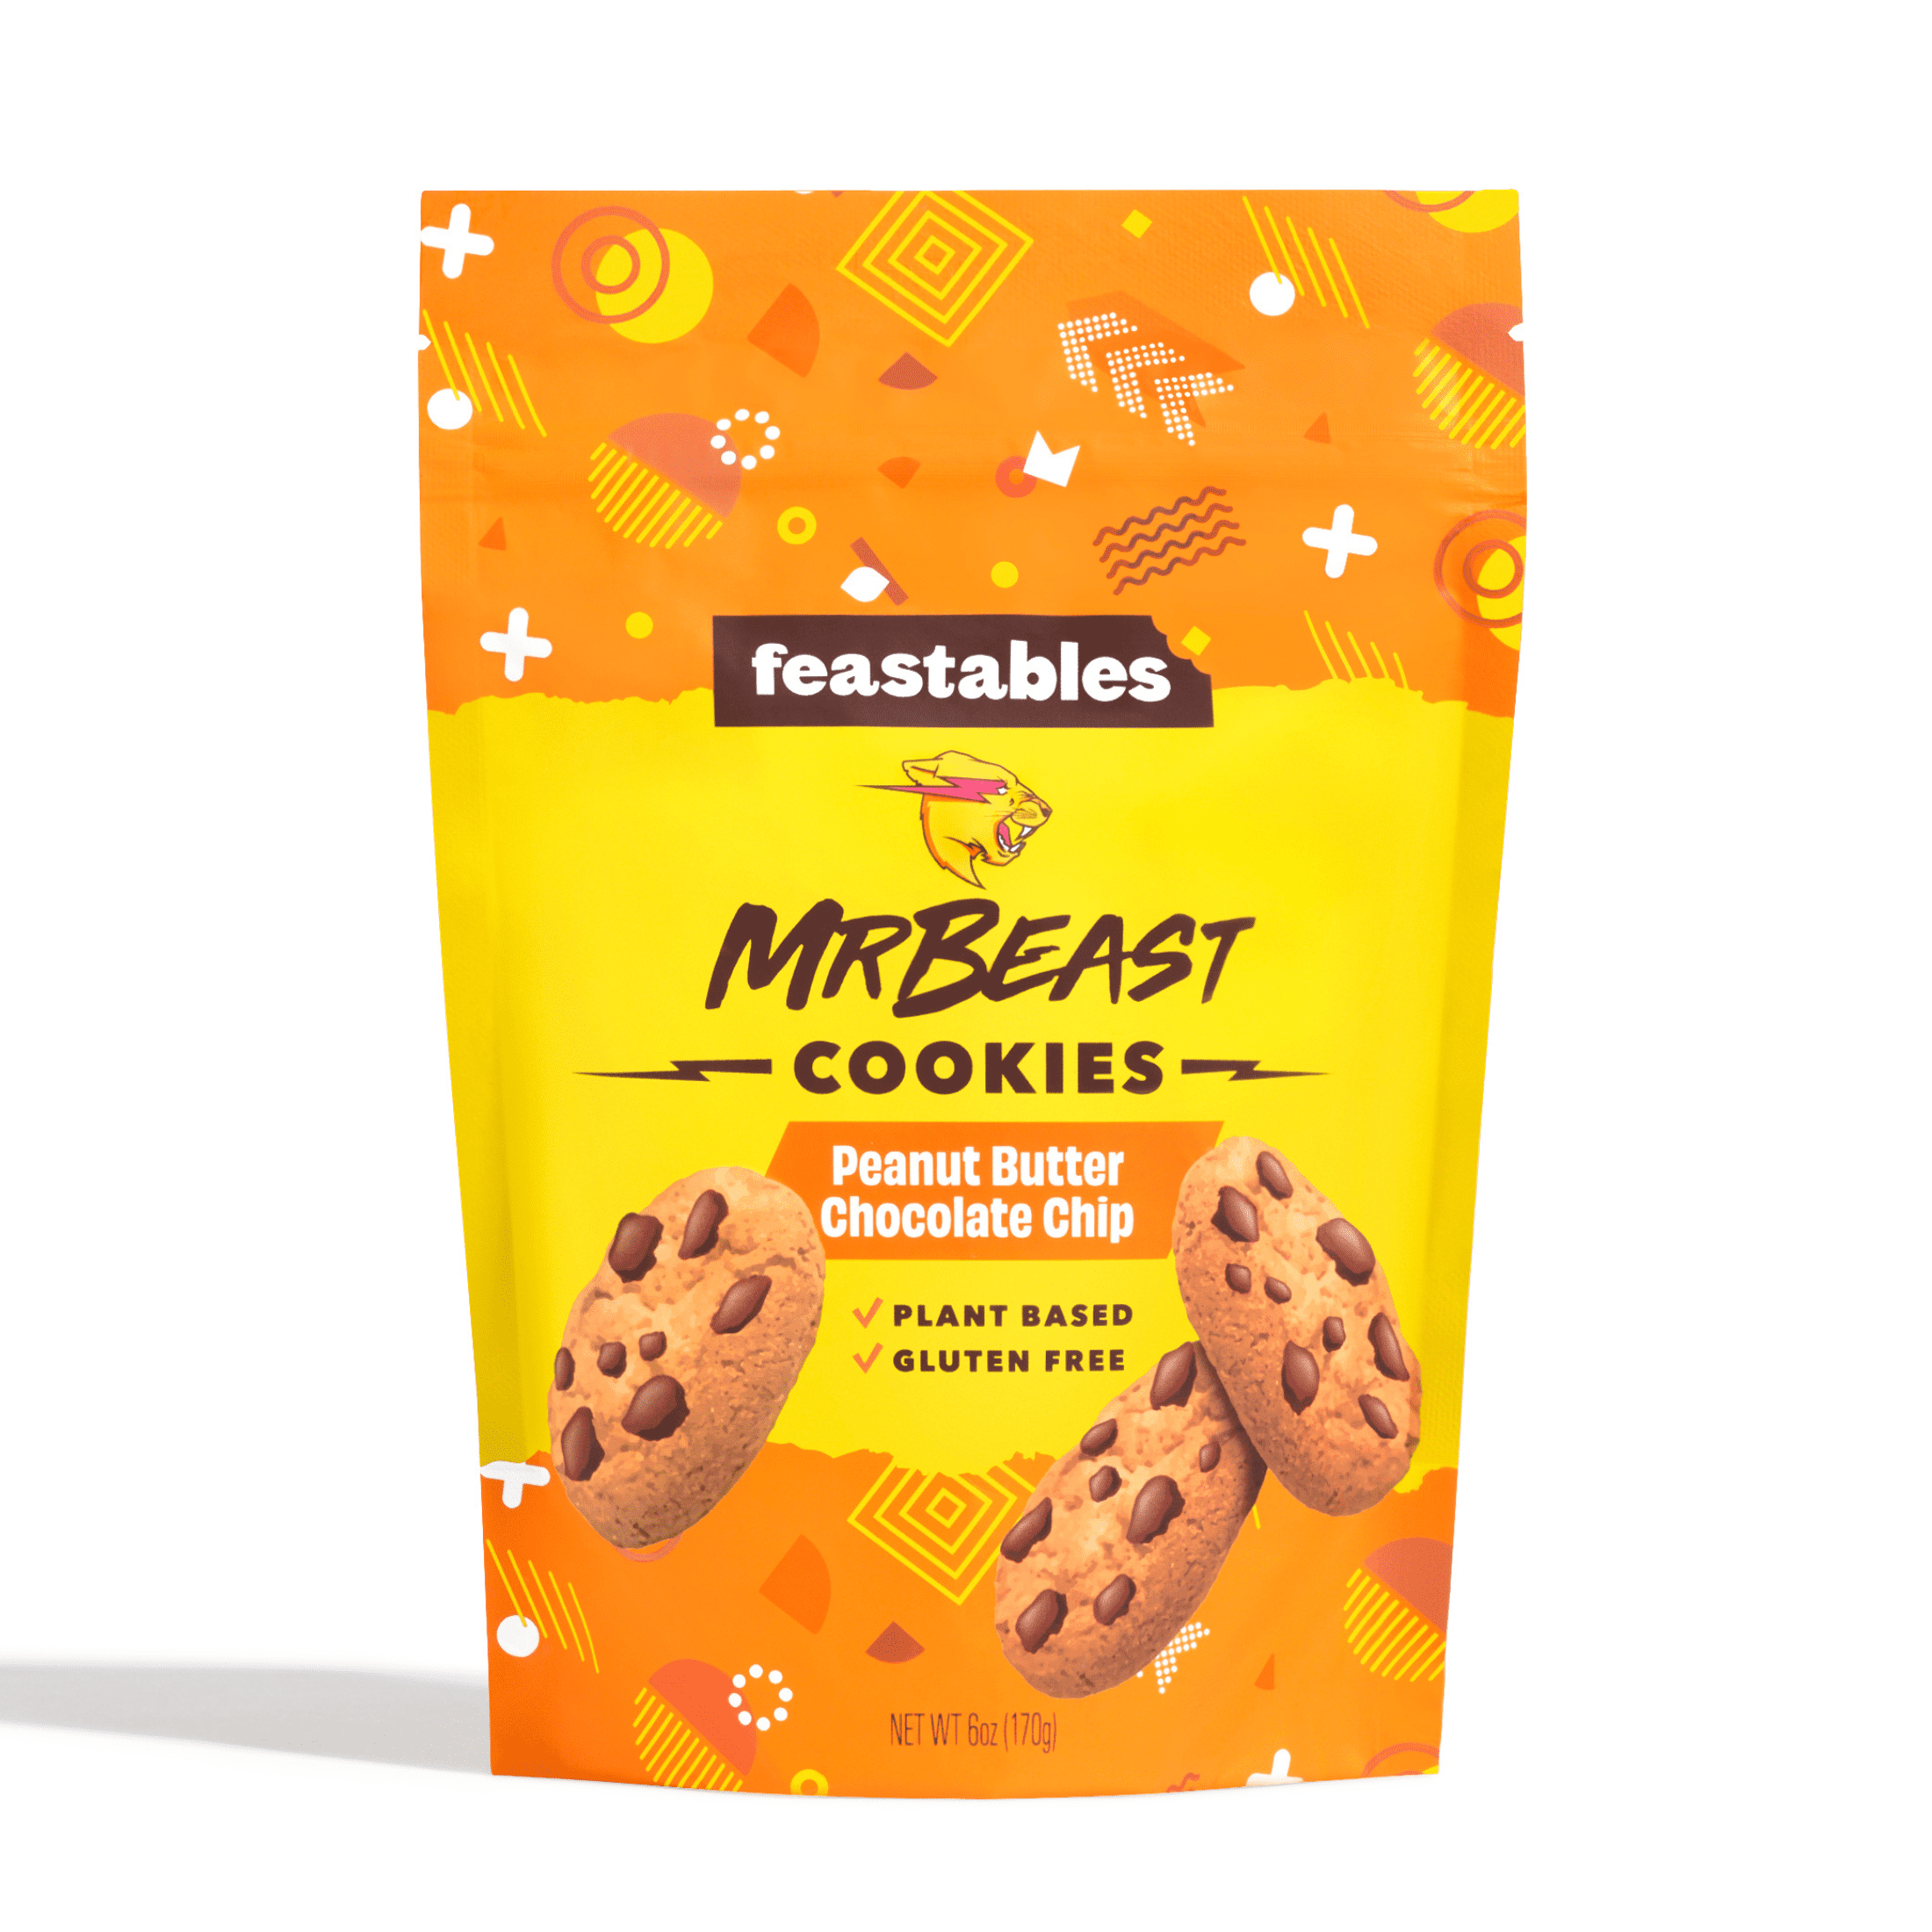 feastables
MRBEAST
COOKIES
Peanut Butter
Chocolate Chip
PLANT BASED
GLUTEN FREE
NET WT 6oz (170g)